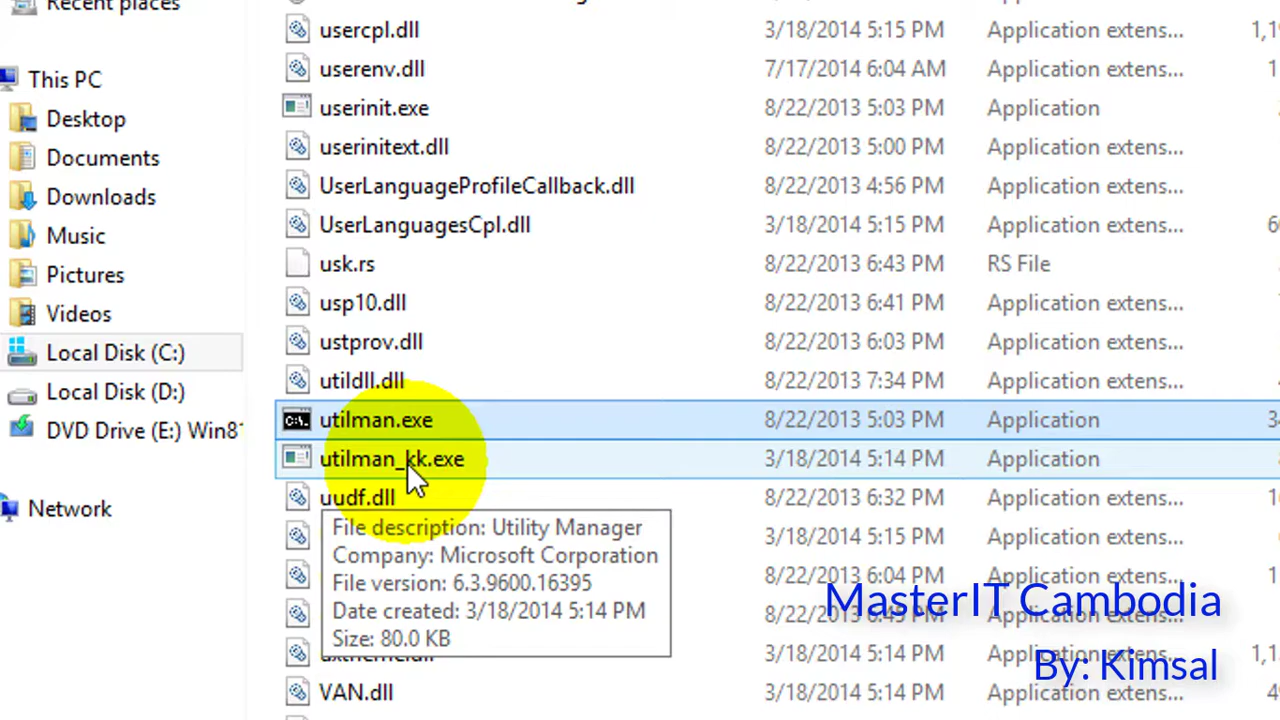 Recent places
This PC
Desktop
Documents
Downloads
Music
Pictures
Videos
Local Disk (C:)
Local Disk (D:)
DVD Drive (E:) Win8
Network
usercpl.dll 3/18/2014 5:15 PM Application extens... 1,1
userenv.dll 7/17/2014 6:04 AM Application extens... 1
userinit.exe 8/22/2013 5:03 PM Application
userinitext.dll 8/22/2013 5:00 PM Application extens...
UserLanguageProfileCallback.dll 8/22/2013 4:56 PM Application extens...
UserLanguagesCpl.dll 3/18/2014 5:15 PM Application extens... 6
usk.rs 8/22/2013 6:43 PM RS File
usp10.dll 8/22/2013 6:41 PM Application extens...
ustprov.dll 8/22/2013 6:03 PM Application extens...
utildll.dll 8/22/2013 7:34 PM Application extens... 4
utilman.exe 8/22/2013 5:03 PM Application 3
utilman_kk.exe 3/18/2014 5:14 PM Application
uudf.dll 8/22/2013 6:32 PM Application extens... 1
File description: Utility Manager
Company: Microsoft Corporation
File version: 6.3.9600.16395
Date created: 3/18/2014 5:14 PM
Size: 80.0 KB
3/18/2014 5:15 PM Application extens...
8/22/2013 6:04 PM Application extens... 1
8/22/2013 6:45 PM Application extens...
3/18/2014 5:14 PM Application extens... 1,1
VAN.dll 3/18/2014 5:14 PM Application extens... 4
MasterIT Cambodia
By: Kimsal